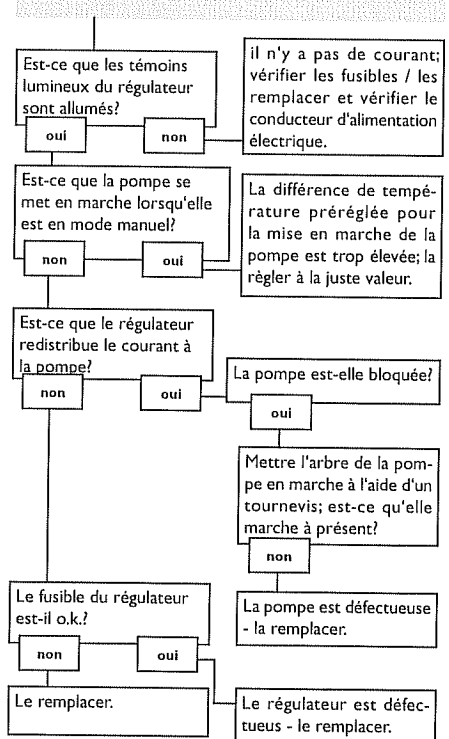 Est-ce que les témoins
lumineux du régulateur
sont allumés?
oui
non
il n'y a pas de courant;
vérifier les fusibles / les
remplacer et vérifier le
conducteur d'alimentation
électrique.
Est-ce que la pompe se
met en marche lorsqu'elle
est en mode manuel?
non
oui
La différence de tempé-
rature préréglée pour
la mise en marche de la
pompe est trop élevée; la
règler à la juste valeur.
Est-ce que le régulateur
redistribue le courant à
la pompe?
non
oui
La pompe est-elle bloquée?
oui
Mettre l'arbre de la pom-
pe en marche à l'aide d'un
tournevis; est-ce qu'elle
marche à présent?
non
La pompe est défectueuse
- la remplacer.
Le fusible du régulateur
est-il o.k.?
non
oui
Le remplacer.
Le régulateur est défec-
tueus - le remplacer.